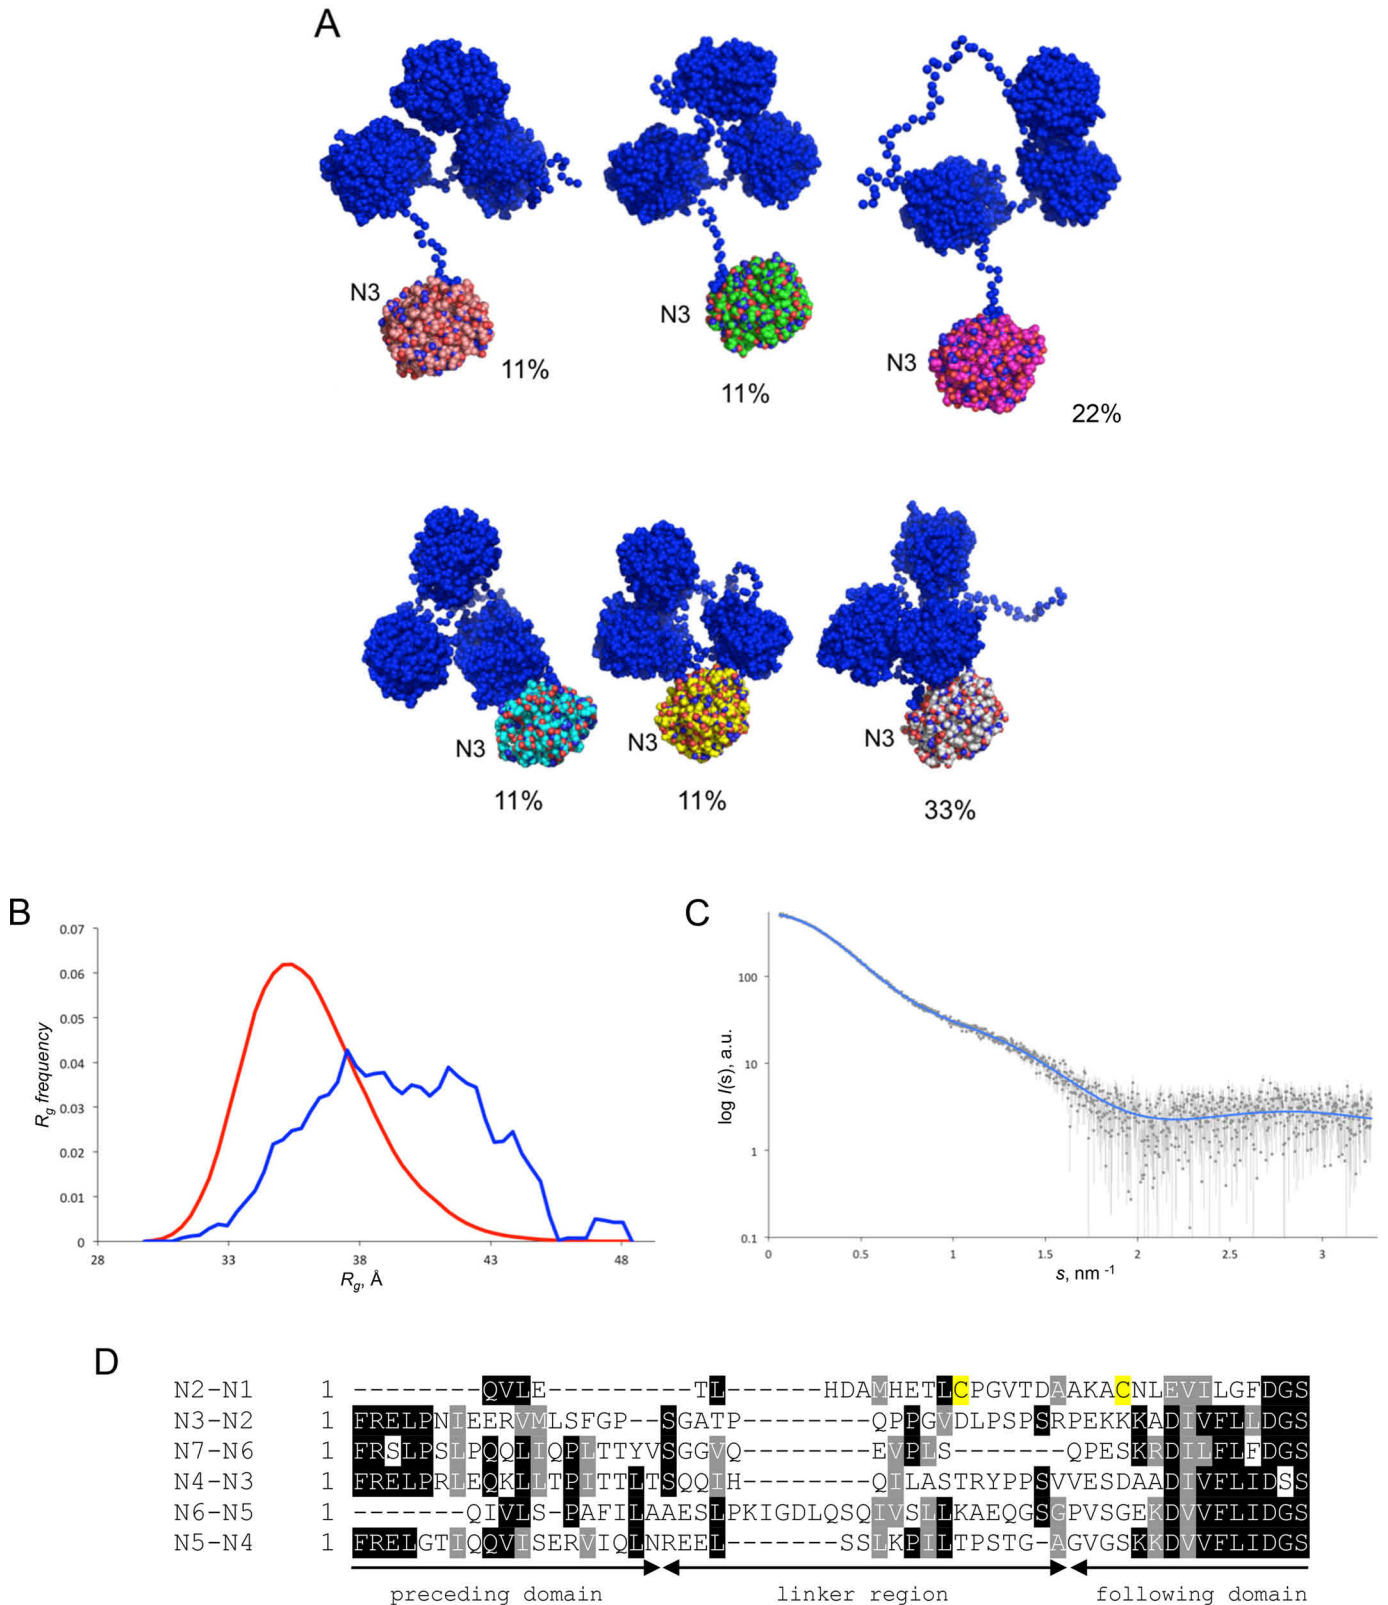 A
N3
11%
N3
11%
N3
22%
N3
11%
N3
11%
N3
33%
B
Rg frequency
0.07
0.06
0.05
0.04
0.03
0.02
0.01
0
28 33 38 43 48
Rg, Å
C
log I(s), a.u.
100
10
1
0.1
0 0.5 1 1.5 2 2.5 3
s, nm -1
D
N2-N1 1 --------QVLE---------TL------HDAMHETLCPGVTDAAKACNLEVILGFDGS
N3-N2 1 FRELPNIEERVMLSFGP--SGATP--------QPPGVDLPSPSRPEKKKADIVFLLDGS
N7-N6 1 FRSLPSLPQQLIQPLTTYVSGGVQ--------EVPLS-------QPESKRDILFLFDGS
N4-N3 1 FRELPRLEQKLLTPITTLTSQQIH--------QILASTRYPPSVVESDAADIVFLIDSS
N6-N5 1 -------QIVLS-PAFILAAESLPKIGDLQSQIVSLLKAEQGSGPVSGEKDVVFLIDGS
N5-N4 1 FRELGTIQQVISERVIQLNREEL-------SSLKPILTPSTG-AGVGSKKDVVFLIDGS
preceding domain linker region following domain